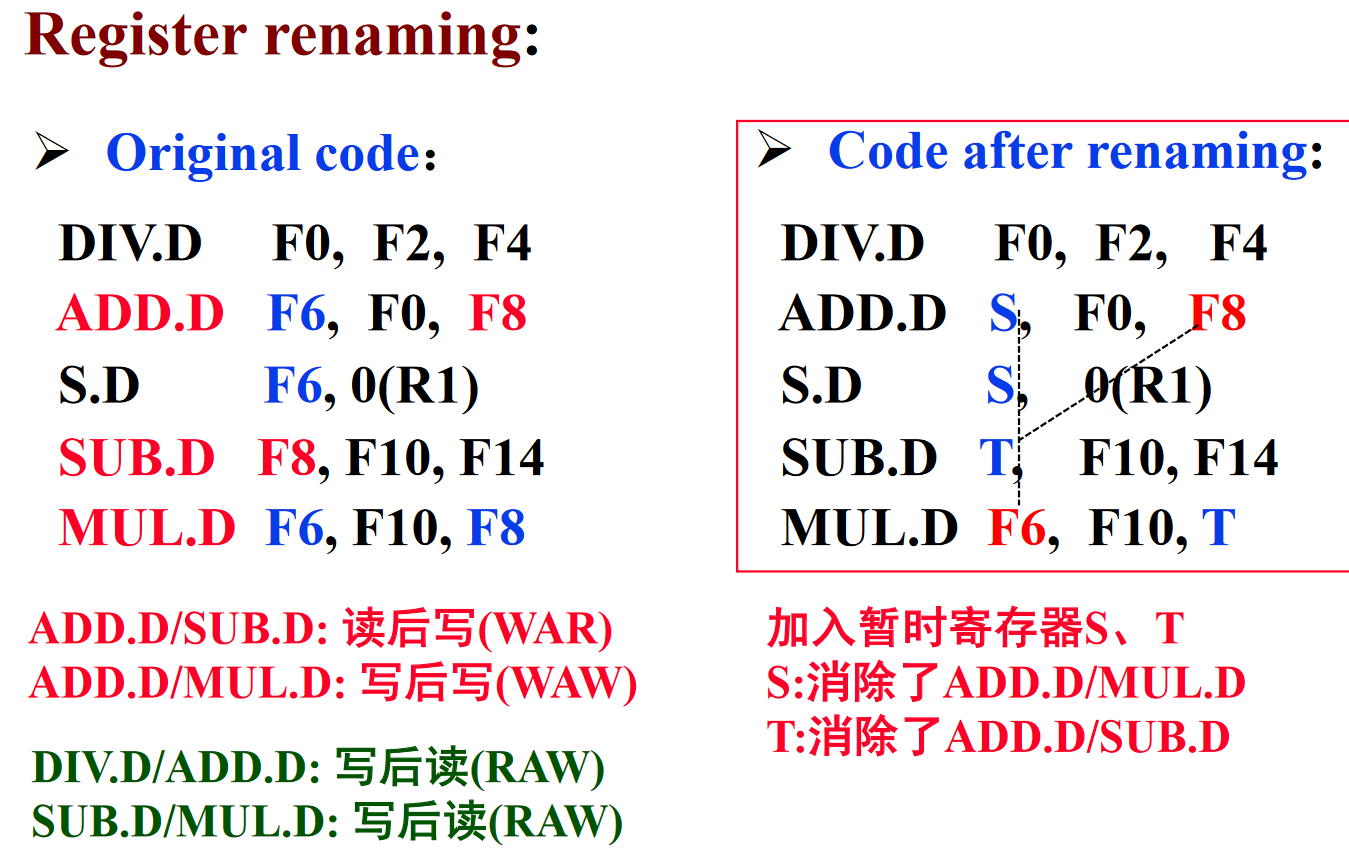 Register renaming:
➢ Original code：
DIV.D F0, F2, F4
ADD.D F6, F0, F8
S.D F6, 0(R1)
SUB.D F8, F10, F14
MUL.D F6, F10, F8
ADD.D/SUB.D: 读后写(WAR)
ADD.D/MUL.D: 写后写(WAW)
DIV.D/ADD.D: 写后读(RAW)
SUB.D/MUL.D: 写后读(RAW)
➢ Code after renaming:
DIV.D F0, F2, F4
ADD.D S, F0, F8
S.D S, 0(R1)
SUB.D T, F10, F14
MUL.D F6, F10, T
加入暂时寄存器S、T
S:消除了ADD.D/MUL.D
T:消除了ADD.D/SUB.D